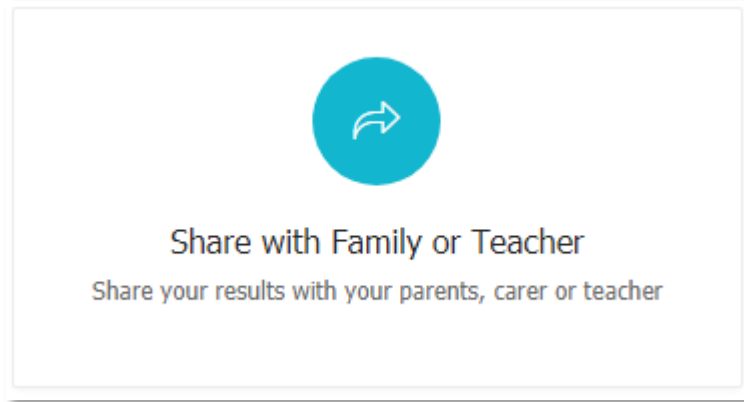 Share with Family or Teacher
Share your results with your parents, carer or teacher